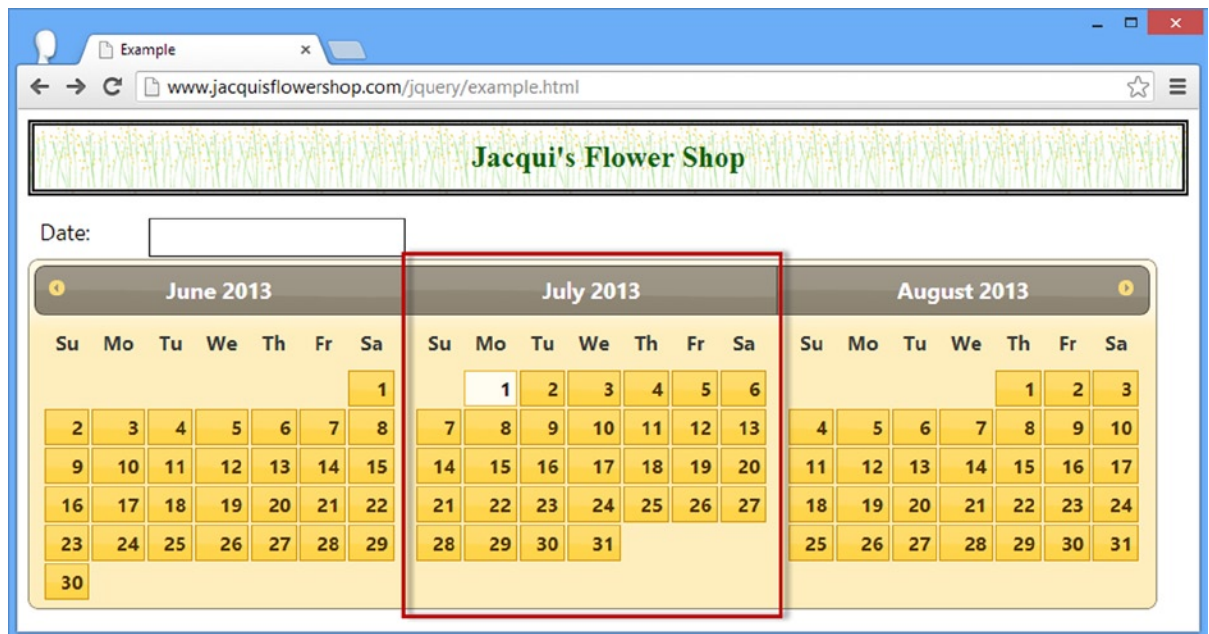 Example
www.jacquisflowershop.com/jquery/example.html
Jacqui's Flower Shop
Date:
June 2013 July 2013 August 2013
Su Mo Tu We Th Fr Sa Su Mo Tu We Th Fr Sa Su Mo Tu We Th Fr Sa
1 1 2 3 4 5 6 1 2 3
2 3 4 5 6 7 8 7 8 9 10 11 12 13 4 5 6 7 8 9 10
9 10 11 12 13 14 15 14 15 16 17 18 19 20 11 12 13 14 15 16 17
16 17 18 19 20 21 22 21 22 23 24 25 26 27 18 19 20 21 22 23 24
23 24 25 26 27 28 29 28 29 30 31 25 26 27 28 29 30 31
30